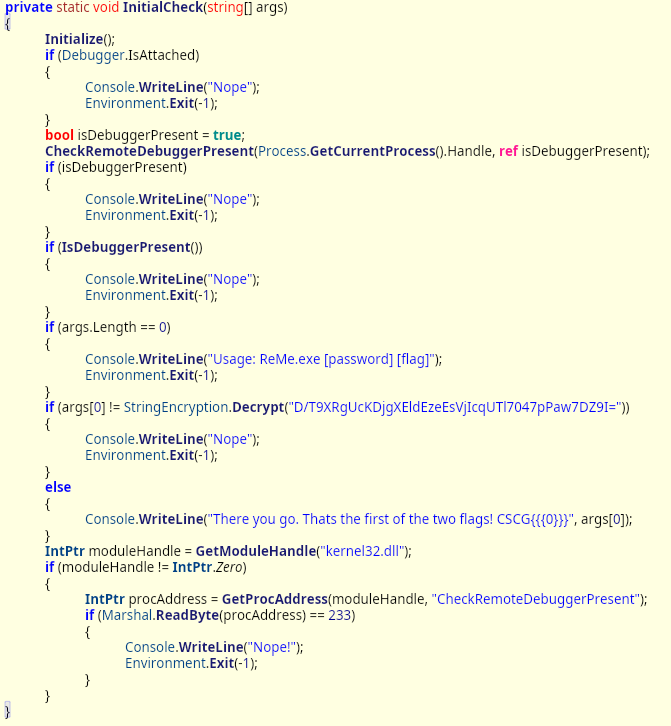 private static void InitialCheck(string[] args)
{
Initialize();
if (Debugger.IsAttached)
{
Console.WriteLine("Nope");
Environment.Exit(-1);
}
bool isDebuggerPresent = true;
CheckRemoteDebuggerPresent(Process.GetCurrentProcess().Handle, ref isDebuggerPresent);
if (isDebuggerPresent)
{
Console.WriteLine("Nope");
Environment.Exit(-1);
}
if (IsDebuggerPresent())
{
Console.WriteLine("Nope");
Environment.Exit(-1);
}
if (args.Length == 0)
{
Console.WriteLine("Usage: ReMe.exe [password] [flag]");
Environment.Exit(-1);
}
if (args[0] != StringEncryption.Decrypt("D/T9XRgUcKDjgXEldEzeEsVjIcqUTl7047pPaw7DZ9I="))
{
Console.WriteLine("Nope");
Environment.Exit(-1);
}
else
{
Console.WriteLine("There you go. Thats the first of the two flags! CSCG{{{0}}}", args[0]);
}
IntPtr moduleHandle = GetModuleHandle("kernel32.dll");
if (moduleHandle != IntPtr.Zero)
{
IntPtr procAddress = GetProcAddress(moduleHandle, "CheckRemoteDebuggerPresent");
if (Marshal.ReadByte(procAddress) == 233)
{
Console.WriteLine("Nope!");
Environment.Exit(-1);
}
}
}